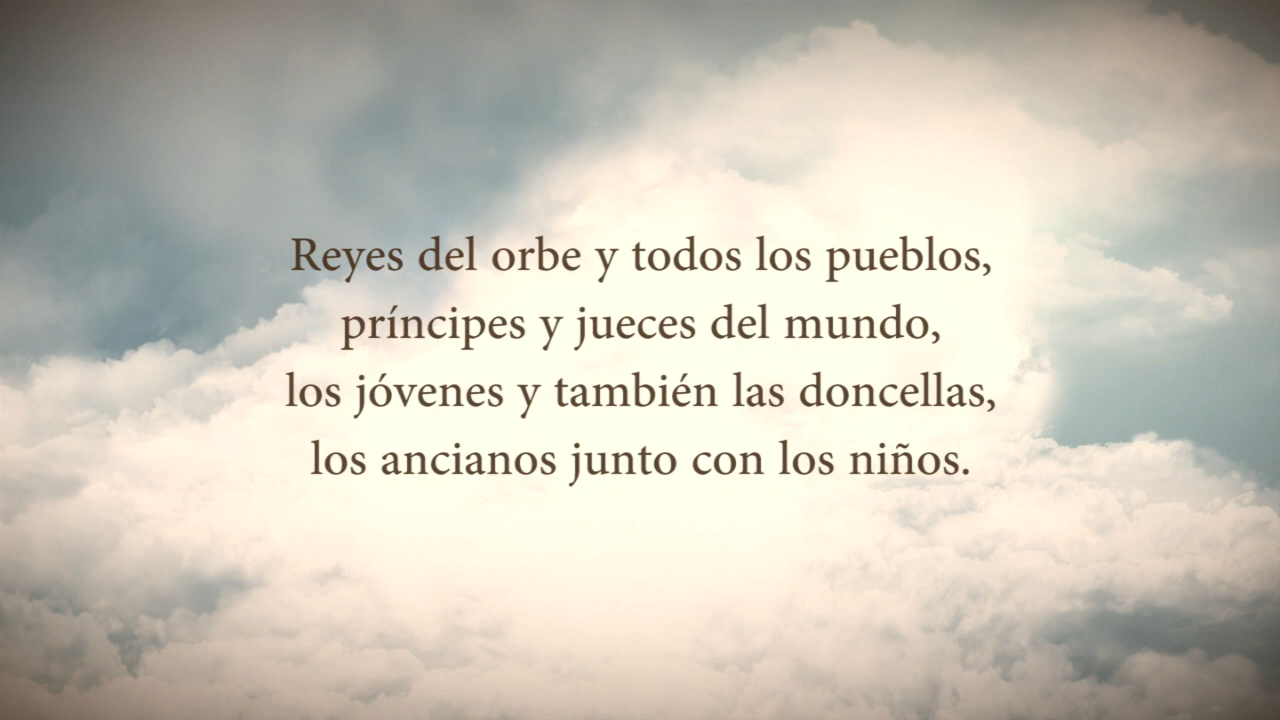 Reyes del orbe y todos los pueblos,
príncipes y jueces del mundo,
los jóvenes y también las doncellas,
los ancianos junto con los niños.